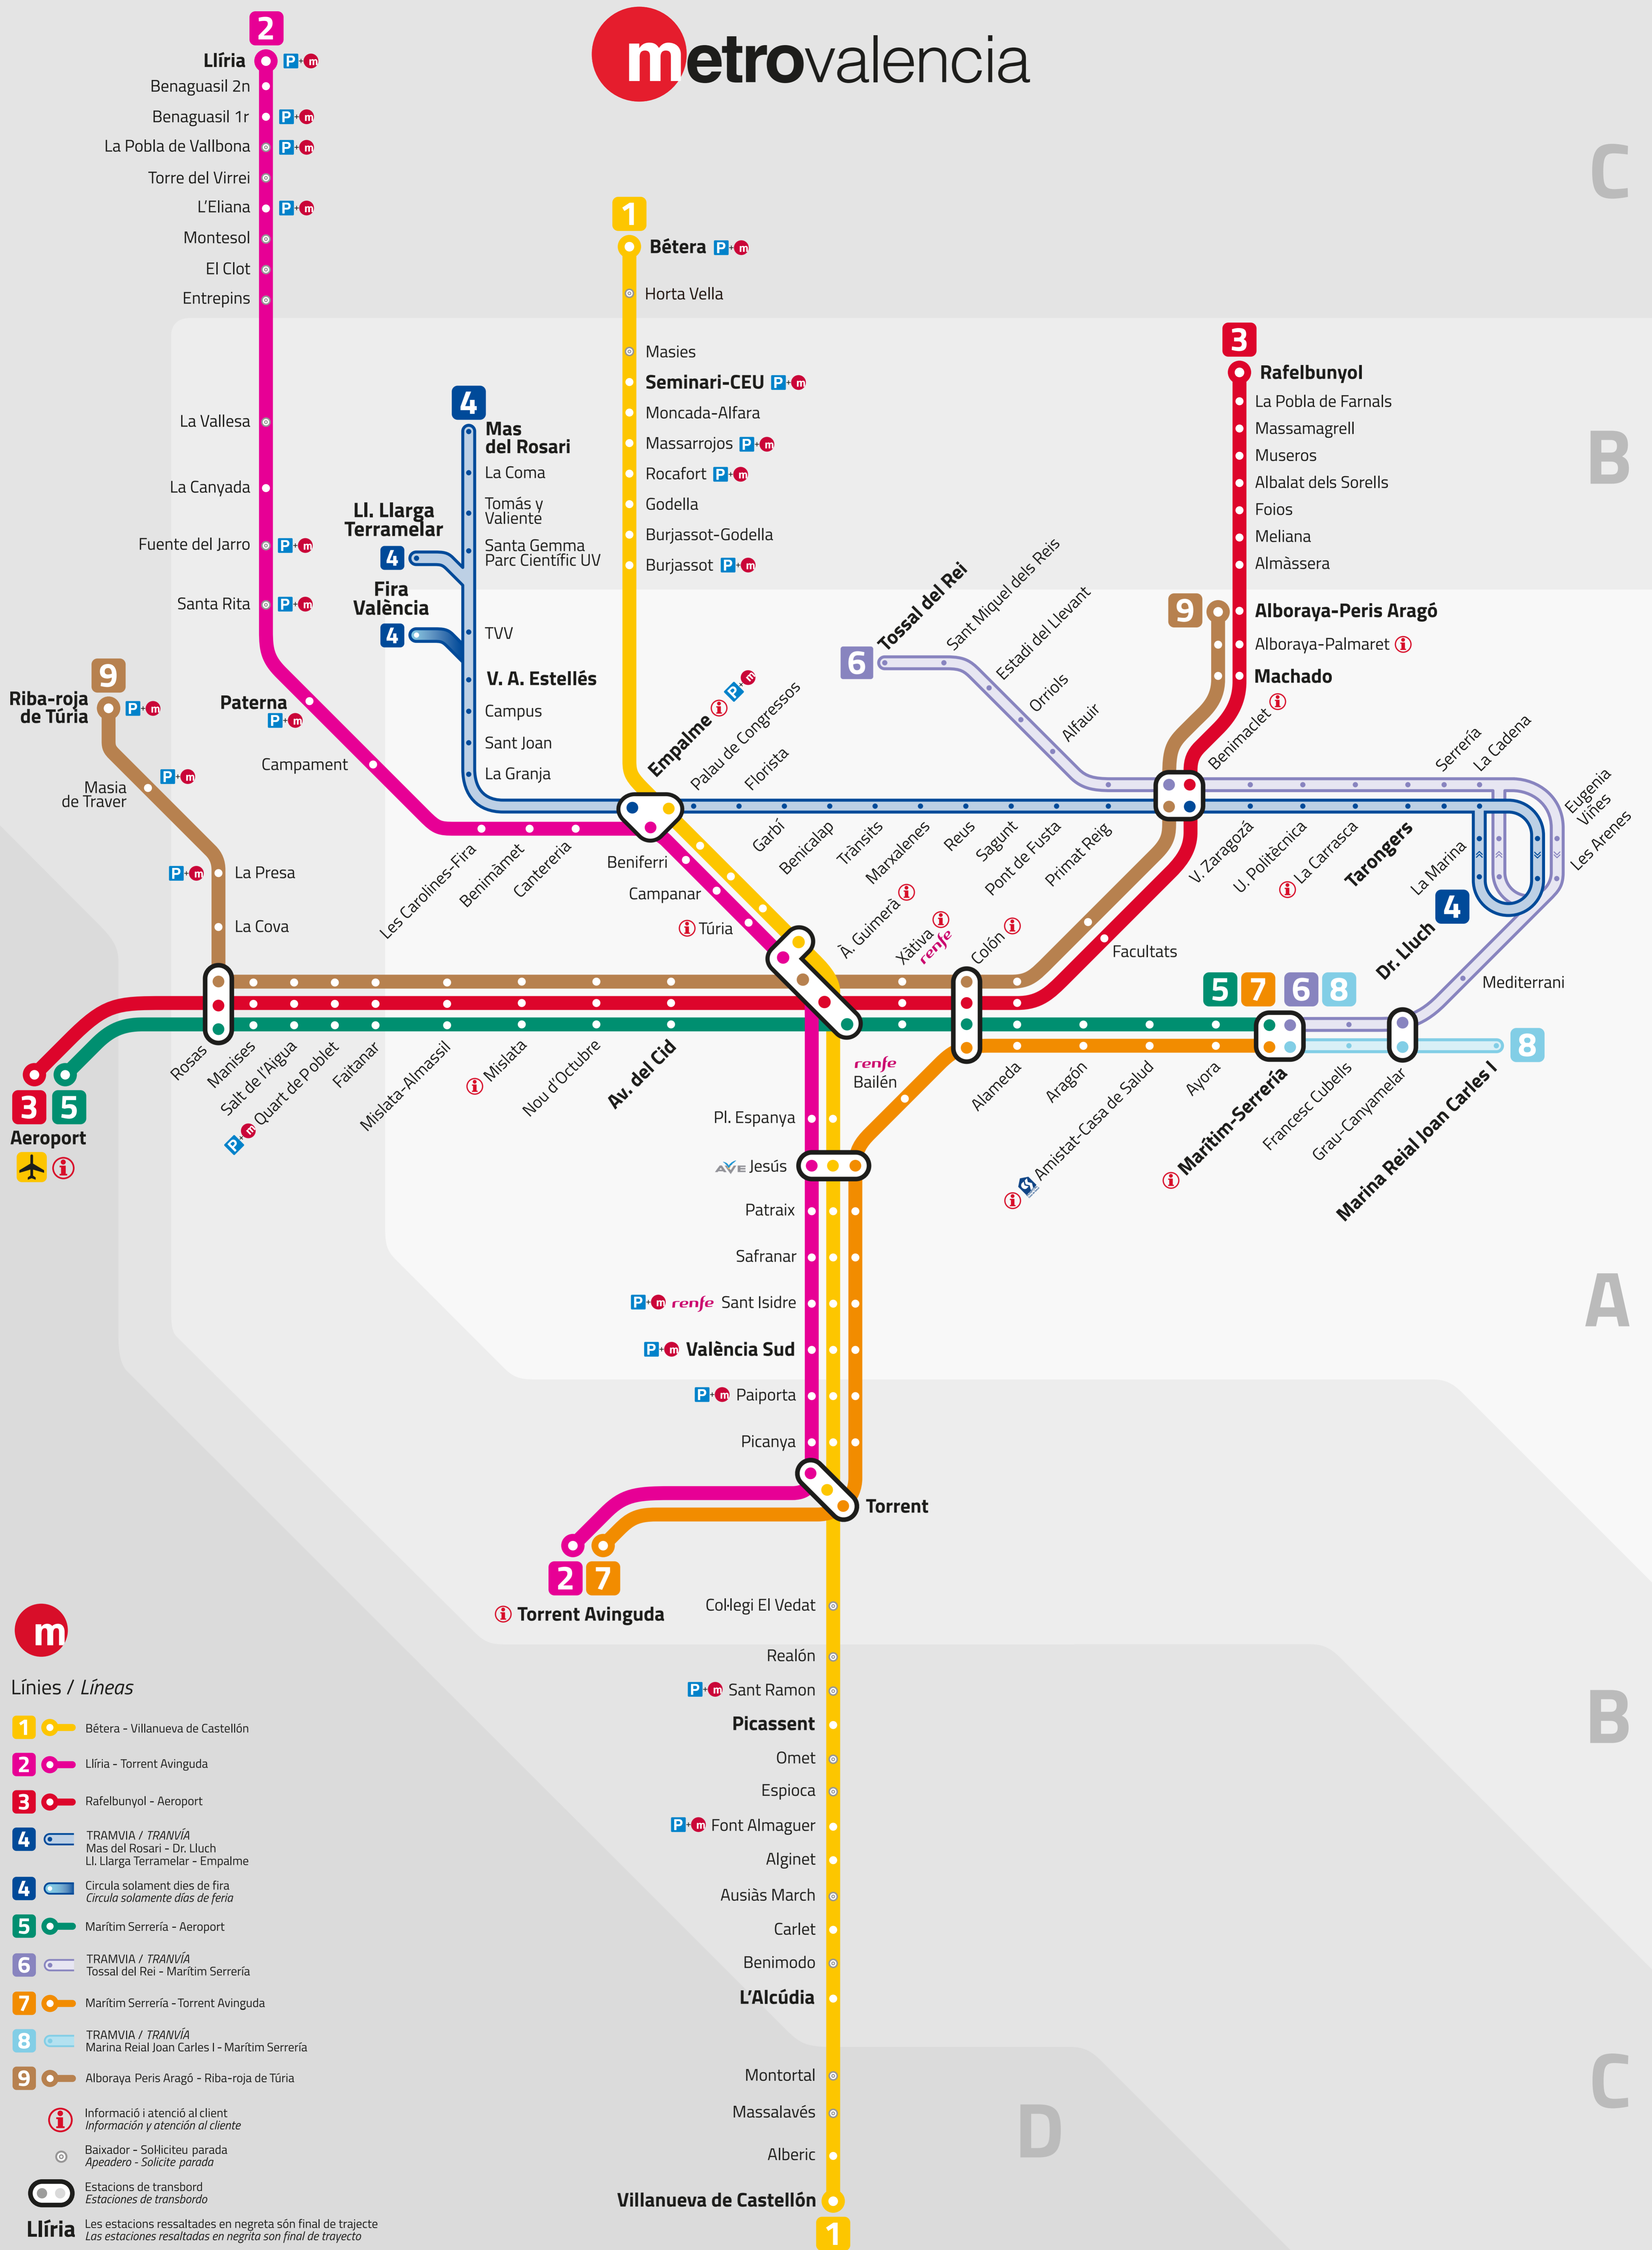 metrovalencia
2
Llíria
P+m
Benaguasil 2n
Benaguasil 1r
P+m
La Pobla de Vallbona
P+m
Torre del Virrei
L'Eliana
P+m
Montesol
El Clot
Entrepins
La Vallesa
La Canyada
Fuente del Jarro
P+m
Santa Rita
P+m
Paterna
P+m
Campament
Les Carolines-Fira
Benimàmet
Cantereria
1
Bétera
P+m
Horta Vella
Masies
Seminari-CEU
P+m
Moncada-Alfara
Massarrojos
P+m
Rocafort
P+m
Godella
Burjassot-Godella
Burjassot
P+m
4
Mas
del Rosari
La Coma
Tomás y
Valiente
Santa Gemma
Parc Científic UV
Ll. Llarga
Terramelar
4
Fira
València
4
TVV
V. A. Estellés
Campus
Sant Joan
La Granja
Empalme
i
P+m
Palau de Congressos
Florista
Garbí
Benicalap
Trànsits
Marxalenes
Reus
Sagunt
Pont de Fusta
Primat Reig
Benimaclet
i
V. Zaragozá
U. Politècnica
i La Carrasca
Tarongers
Serrería
La Cadena
Eugenia
Viñes
Les Arenes
La Marina
4
Dr. Lluch
Mediterrani
6
Tossal del Rei
Sant Miquel dels Reis
Estadi del Llevant
Orriols
Alfauir
3
Rafelbunyol
La Pobla de Farnals
Massamagrell
Museros
Albalat dels Sorells
Foios
Meliana
Almàssera
9
Alboraya-Peris Aragó
Alboraya-Palmaret
i
Machado
Facultats
9
Riba-roja
de Túria
P+m
Masia
de Traver
P+m
P+m
La Presa
La Cova
Rosas
Manises
Salt de l'Aigua
P+m Quart de Poblet
Faitanar
Mislata-Almassil
i Mislata
Nou d'Octubre
Av. del Cid
3 5
Aeroport
i
Beniferri
Campanar
i Túria
À. Guimerà
i
Xàtiva
i
renfe
Colón
i
Alameda
Aragón
i Amistat-Casa de Salud
Ayora
5 7 6 8
i Marítim-Serrería
Francesc Cubells
Grau-Canyamelar
Marina Reial Joan Carles I
8
renfe
Bailén
Pl. Espanya
AVE Jesús
Patraix
Safranar
P+m renfe Sant Isidre
P+m València Sud
P+m Paiporta
Picanya
Torrent
2 7
i Torrent Avinguda
Col·legi El Vedat
Realón
P+m Sant Ramon
Picassent
Omet
Espioca
P+m Font Almaguer
Alginet
Ausiàs March
Carlet
Benimodo
L'Alcúdia
Montortal
Massalavés
Alberic
Villanueva de Castellón
1
C
B
A
B
C
D
m
Línies / Líneas
1 Bétera - Villanueva de Castellón
2 Llíria - Torrent Avinguda
3 Rafelbunyol - Aeroport
4 TRAMVIA / TRANVÍA
Mas del Rosari - Dr. Lluch
Ll. Llarga Terramelar - Empalme
4 Circula solament dies de fira
Circula solamente días de feria
5 Marítim Serrería - Aeroport
6 TRAMVIA / TRANVÍA
Tossal del Rei - Marítim Serrería
7 Marítim Serrería - Torrent Avinguda
8 TRAMVIA / TRANVÍA
Marina Reial Joan Carles I - Marítim Serrería
9 Alboraya Peris Aragó - Riba-roja de Túria
i Informació i atenció al client
Información y atención al cliente
Baixador - Sol·liciteu parada
Apeadero - Solicite parada
Estacions de transbord
Estaciones de transbordo
Llíria Les estacions ressaltades en negreta són final de trajecte
Las estaciones resaltadas en negrita son final de trayecto